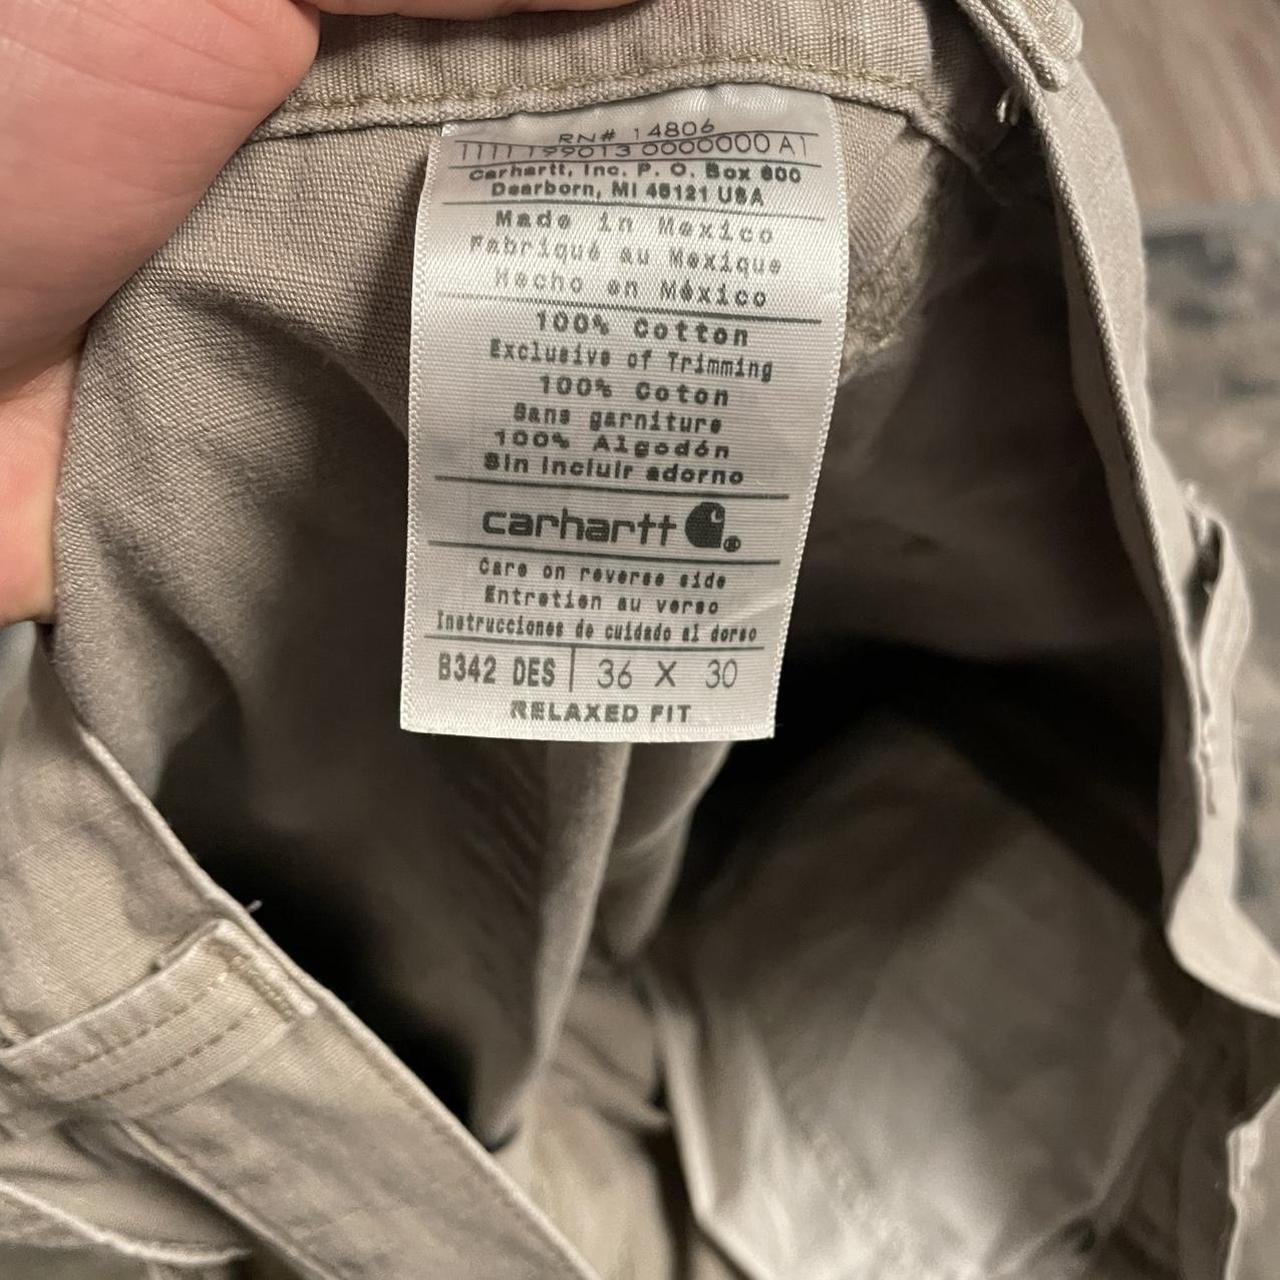 RN# 14806
1111 199013 0000000 A1
Carhartt, Inc. P. O. Box 600
Dearborn, MI 48121 USA
Made in Mexico
Fabriqué au Mexique
Hecho en México
100% Cotton
Exclusive of Trimming
100% Coton
Sans garniture
100% Algodón
Sin incluir adorno
carhartt ®
Care on reverse side
Entretien au verso
Instrucciones de cuidado al dorso
B342 DES 36 X 30
RELAXED FIT